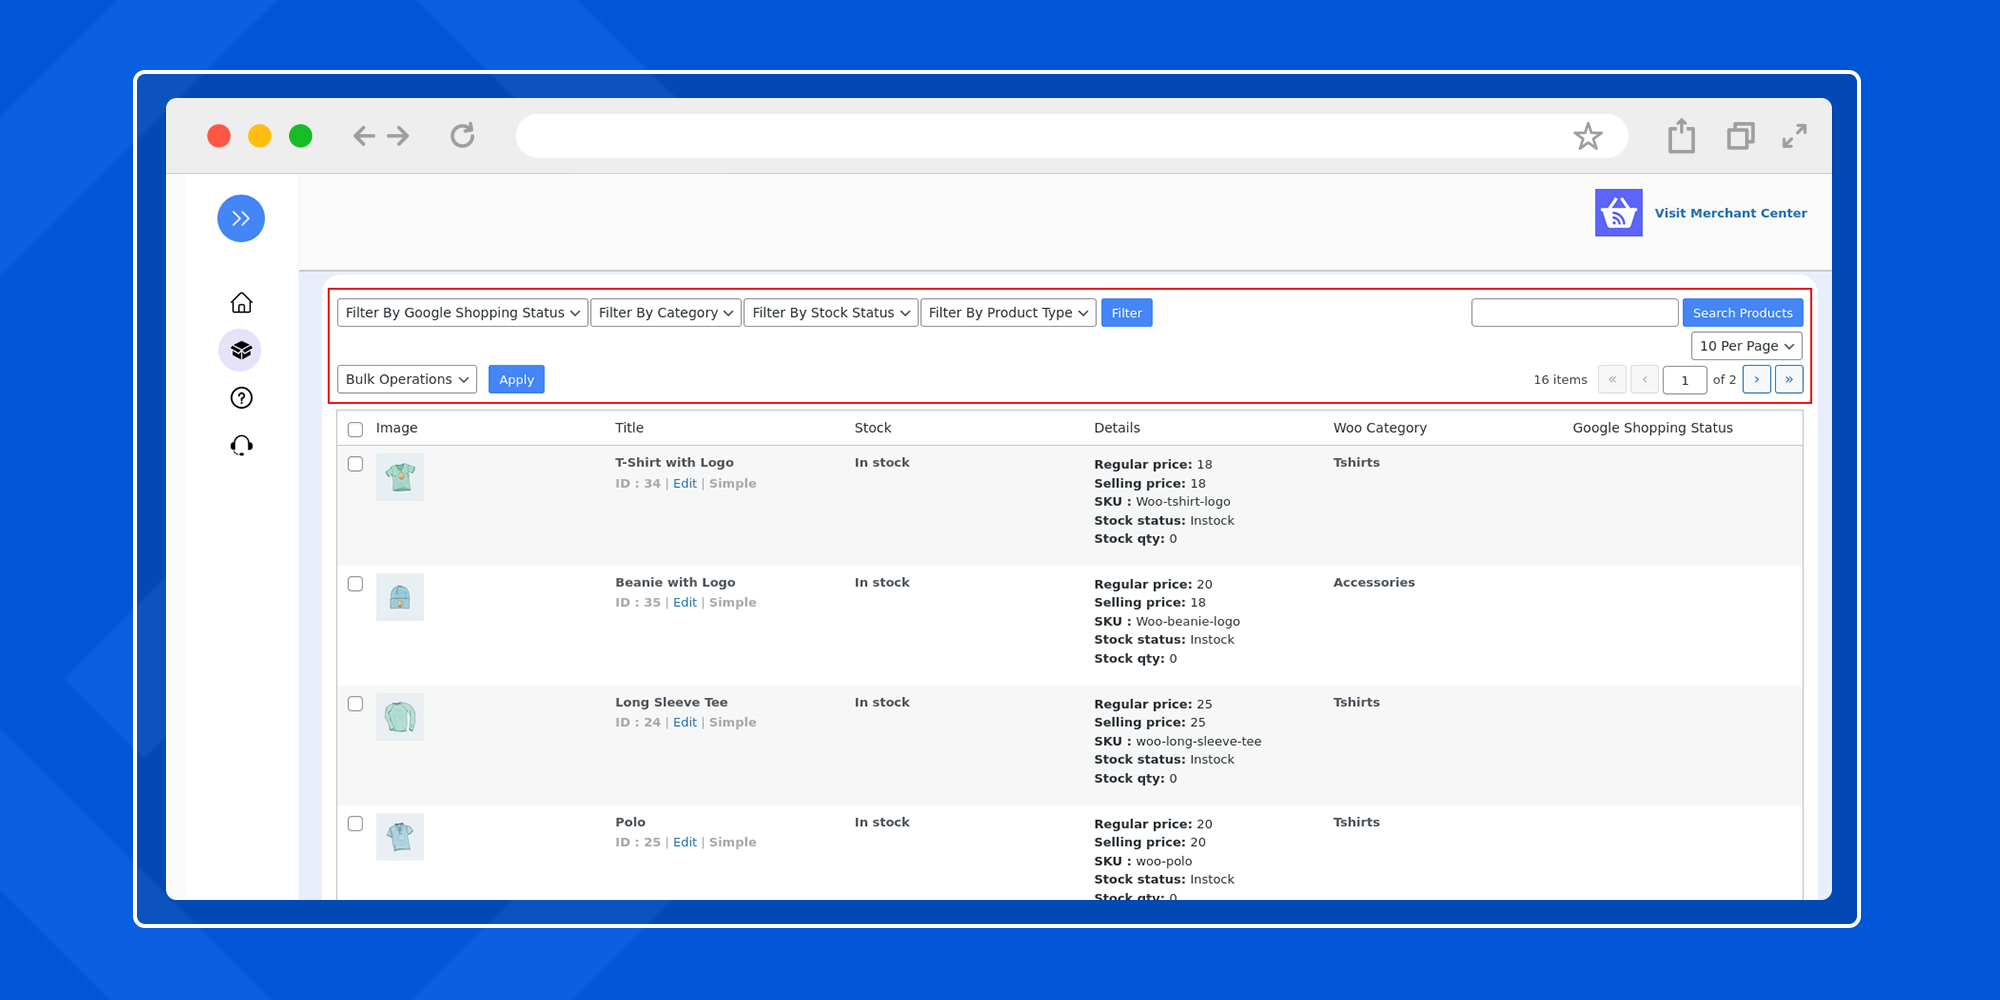 Visit Merchant Center
Filter By Google Shopping Status Filter By Category Filter By Stock Status Filter By Product Type Filter Search Products
10 Per Page
Bulk Operations Apply 16 items « ‹ 1 of 2 › »
Image Title Stock Details Woo Category Google Shopping Status
T-Shirt with Logo In stock Regular price: 18 Tshirts
ID : 34 | Edit | Simple Selling price: 18
SKU : Woo-tshirt-logo
Stock status: Instock
Stock qty: 0
Beanie with Logo In stock Regular price: 20 Accessories
ID : 35 | Edit | Simple Selling price: 18
SKU : Woo-beanie-logo
Stock status: Instock
Stock qty: 0
Long Sleeve Tee In stock Regular price: 25 Tshirts
ID : 24 | Edit | Simple Selling price: 25
SKU : woo-long-sleeve-tee
Stock status: Instock
Stock qty: 0
Polo In stock Regular price: 20 Tshirts
ID : 25 | Edit | Simple Selling price: 20
SKU : woo-polo
Stock status: Instock
Stock qty: 0